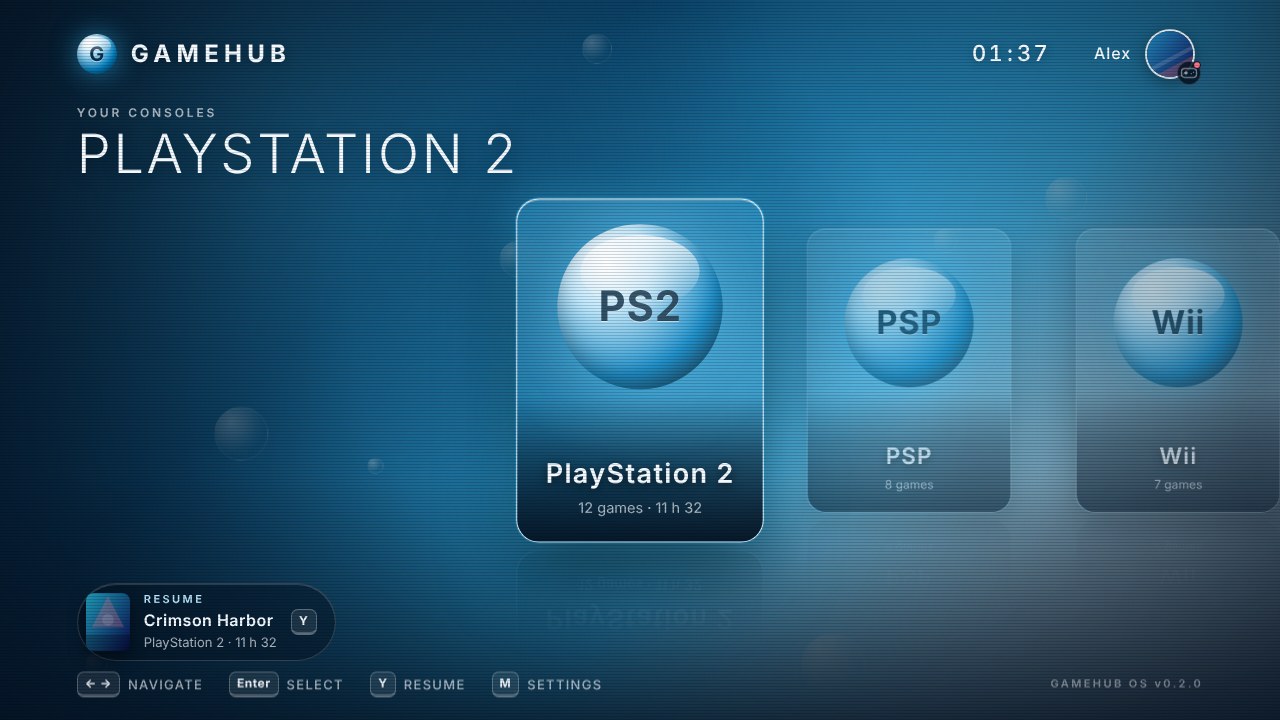 G GAMEHUB
01:37
Alex
YOUR CONSOLES
PLAYSTATION 2
PS2
PlayStation 2
12 games · 11 h 32
PSP
PSP
8 games
Wii
Wii
7 games
RESUME
Crimson Harbor
PlayStation 2 · 11 h 32
Y
← → NAVIGATE
Enter SELECT
Y RESUME
M SETTINGS
GAMEHUB OS v0.2.0